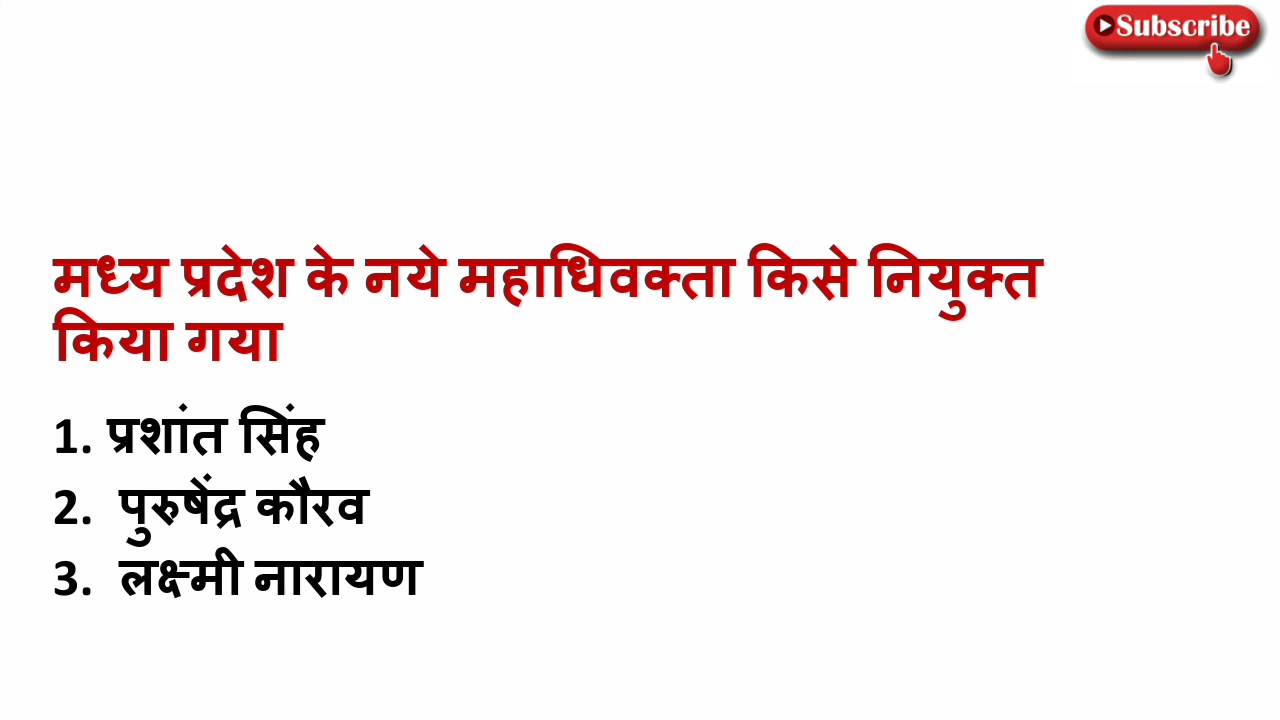 Subscribe
मध्य प्रदेश के नये महाधिवक्ता किसे नियुक्त
किया गया
1. प्रशांत सिंह
2. पुरुषेंद्र कौरव
3. लक्ष्मी नारायण